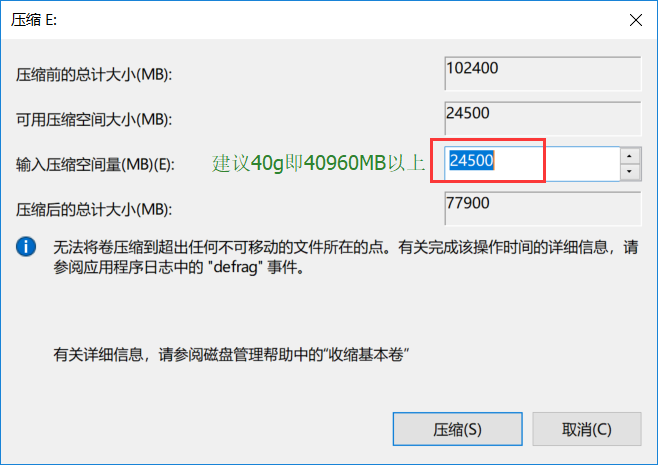 压缩 E:
压缩前的总计大小(MB):
102400
可用压缩空间大小(MB):
24500
输入压缩空间量(MB)(E): 建议40g即40960MB以上 24500
压缩后的总计大小(MB):
77900
无法将卷压缩到超出任何不可移动的文件所在的点。有关完成该操作时间的详细信息，请
参阅应用程序日志中的 "defrag" 事件。
有关详细信息，请参阅磁盘管理帮助中的“收缩基本卷”
压缩(S)
取消(C)